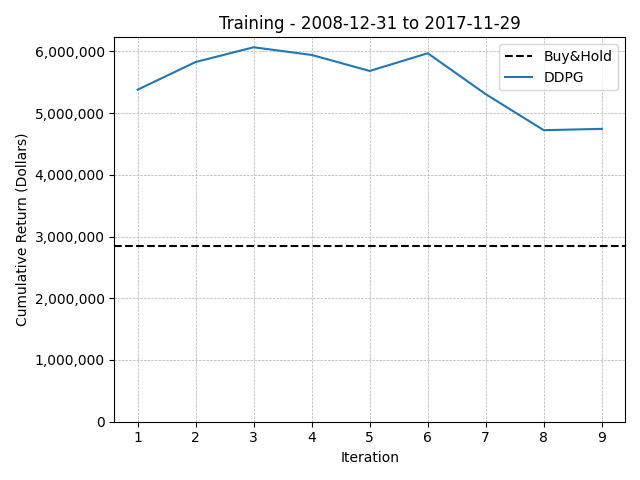 Training - 2008-12-31 to 2017-11-29
Buy&Hold
DDPG
Cumulative Return (Dollars)
6,000,000
5,000,000
4,000,000
3,000,000
2,000,000
1,000,000
0
1 2 3 4 5 6 7 8 9
Iteration